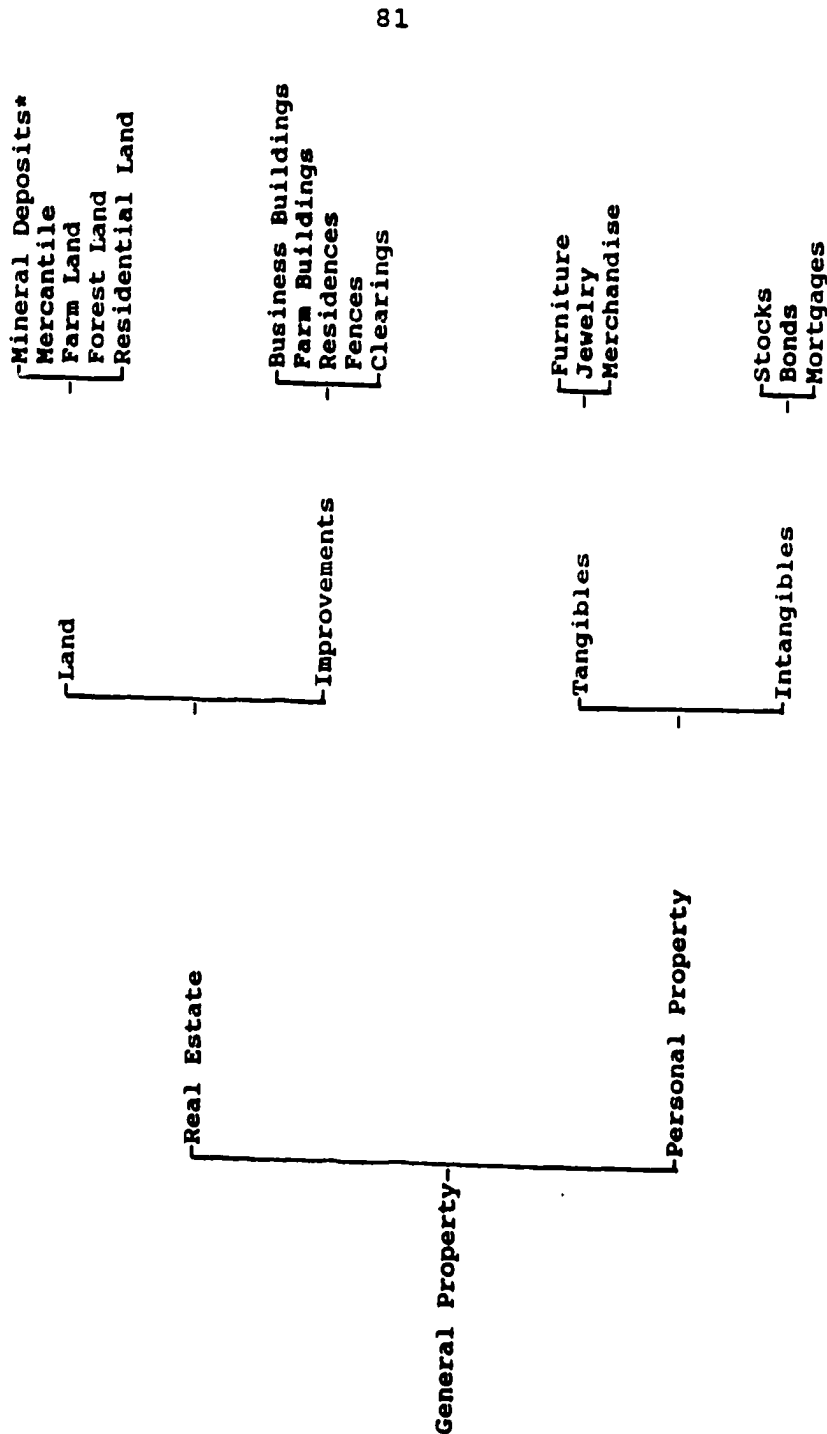 81
General Property
Real Estate
Land
Mineral Deposits*
Mercantile
Farm Land
Forest Land
Residential Land
Improvements
Business Buildings
Farm Buildings
Residences
Fences
Clearings
Personal Property
Tangibles
Furniture
Jewelry
Merchandise
Intangibles
Stocks
Bonds
Mortgages